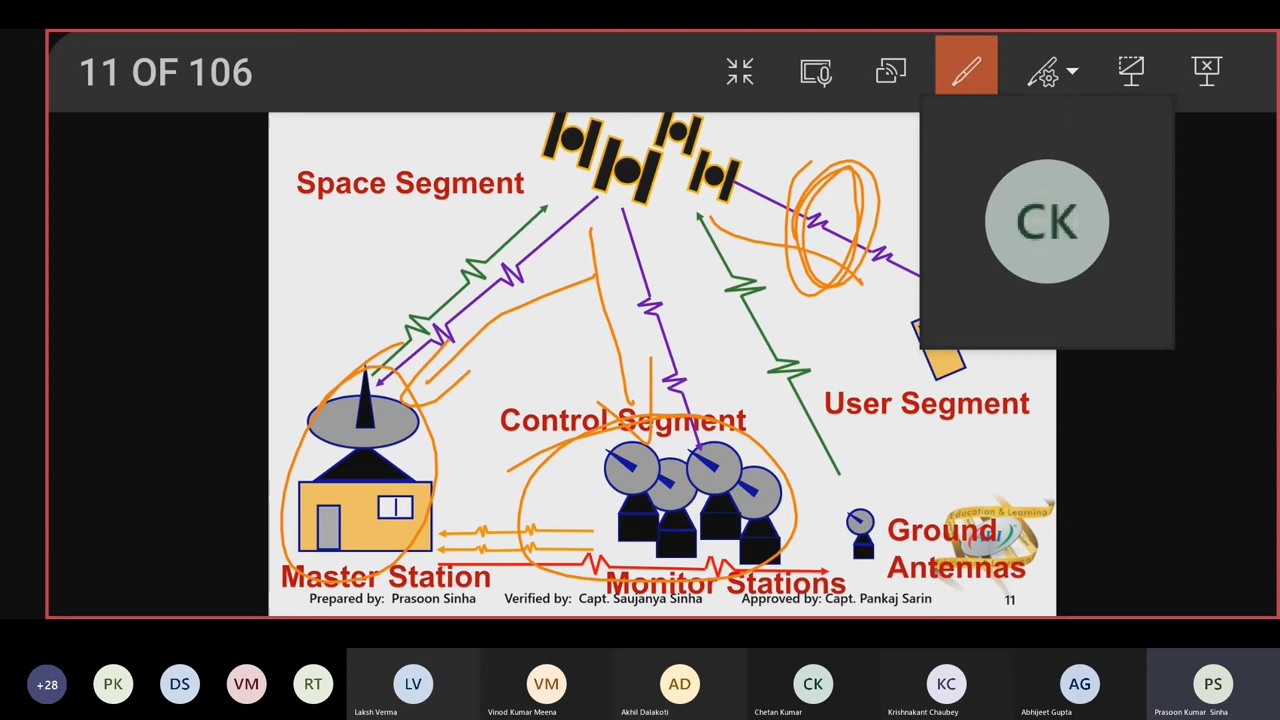 11 OF 106
CK
Space Segment
Control Segment
User Segment
Education & Learning
Ground
Antennas
Master Station
Monitor Stations
Prepared by: Prasoon Sinha Verified by: Capt. Saujanya Sinha Approved by: Capt. Pankaj Sarin 11
+28 PK DS VM RT LV VM AD CK KC AG PS
Laksh Verma Vinod Kumar Meena Akhil Dalakoti Chetan Kumar Krishnakant Chaubey Abhijeet Gupta Prasoon Kumar Sinha